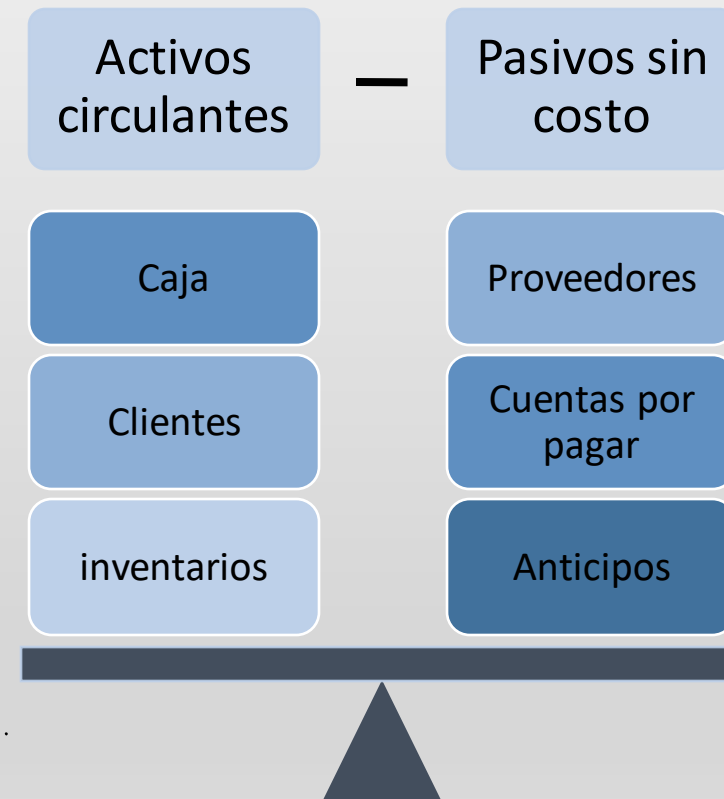 Activos
circulantes
–
Pasivos sin
costo
Caja
Clientes
inventarios
Proveedores
Cuentas por
pagar
Anticipos
.